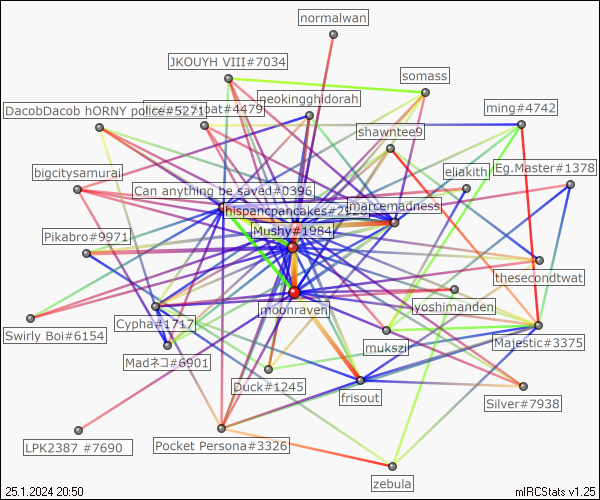 normalwan
JKOUYH VIII#7034
somass
neokingghidorah
DacobDacob hORNY police#5271
pat#4479
ming#4742
shawntee9
bigcitysamurai
eliakith
Eg.Master#1378
Can anything be saved#0396
hispancpancakes#2
marcemadness
Mushy#1984
Pikabro#9971
thesecondtwat
moonraven
yoshimanden
Cypha#1717
Swirly Boi#6154
Majestic#3375
mukszi
Madネコ#6901
Duck#1245
frisout
Silver#7938
LPK2387 #7690
Pocket Persona#3326
zebula
25.1.2024 20:50
mIRCStats v1.25